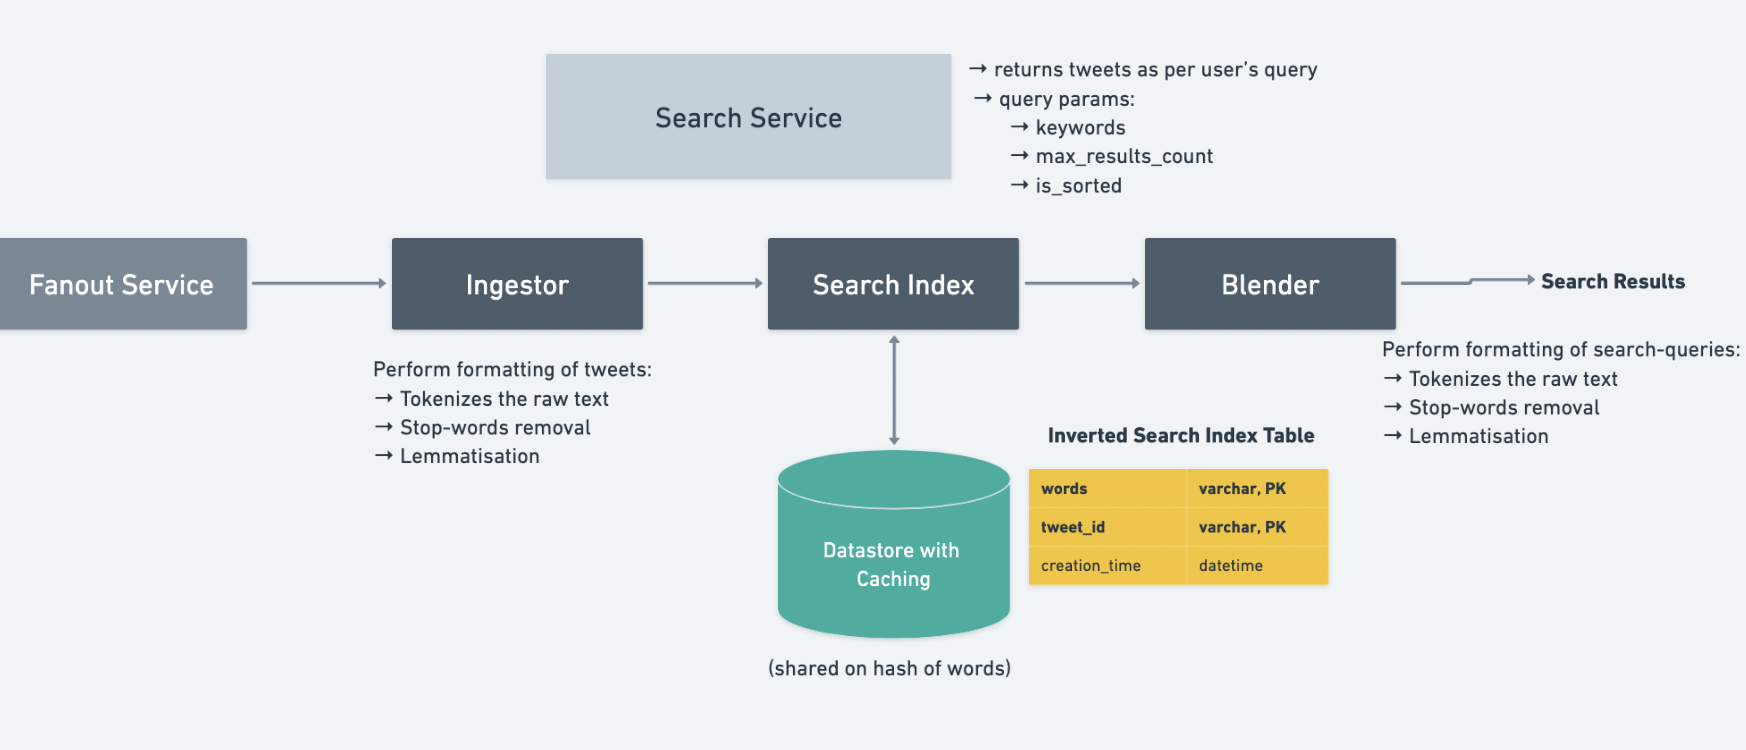 Search Service
→ returns tweets as per user's query
→ query params:
→ keywords
→ max_results_count
→ is_sorted
Fanout Service
Ingestor
Search Index
Blender
Search Results
Perform formatting of tweets:
→ Tokenizes the raw text
→ Stop-words removal
→ Lemmatisation
Perform formatting of search-queries:
→ Tokenizes the raw text
→ Stop-words removal
→ Lemmatisation
Datastore with
Caching
(shared on hash of words)
Inverted Search Index Table
words varchar, PK
tweet_id varchar, PK
creation_time datetime